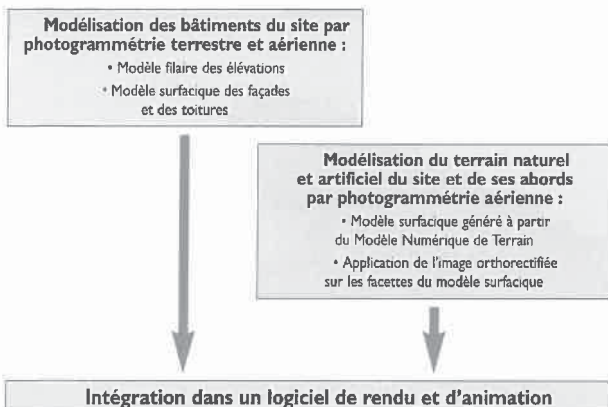 Modélisation des bâtiments du site par
photogrammétrie terrestre et aérienne :
• Modèle filaire des élévations
• Modèle surfacique des façades
et des toitures
Modélisation du terrain naturel
et artificiel du site et de ses abords
par photogrammétrie aérienne :
• Modèle surfacique généré à partir
du Modèle Numérique de Terrain
• Application de l'image orthorectifiée
sur les facettes du modèle surfacique
Intégration dans un logiciel de rendu et d'animation